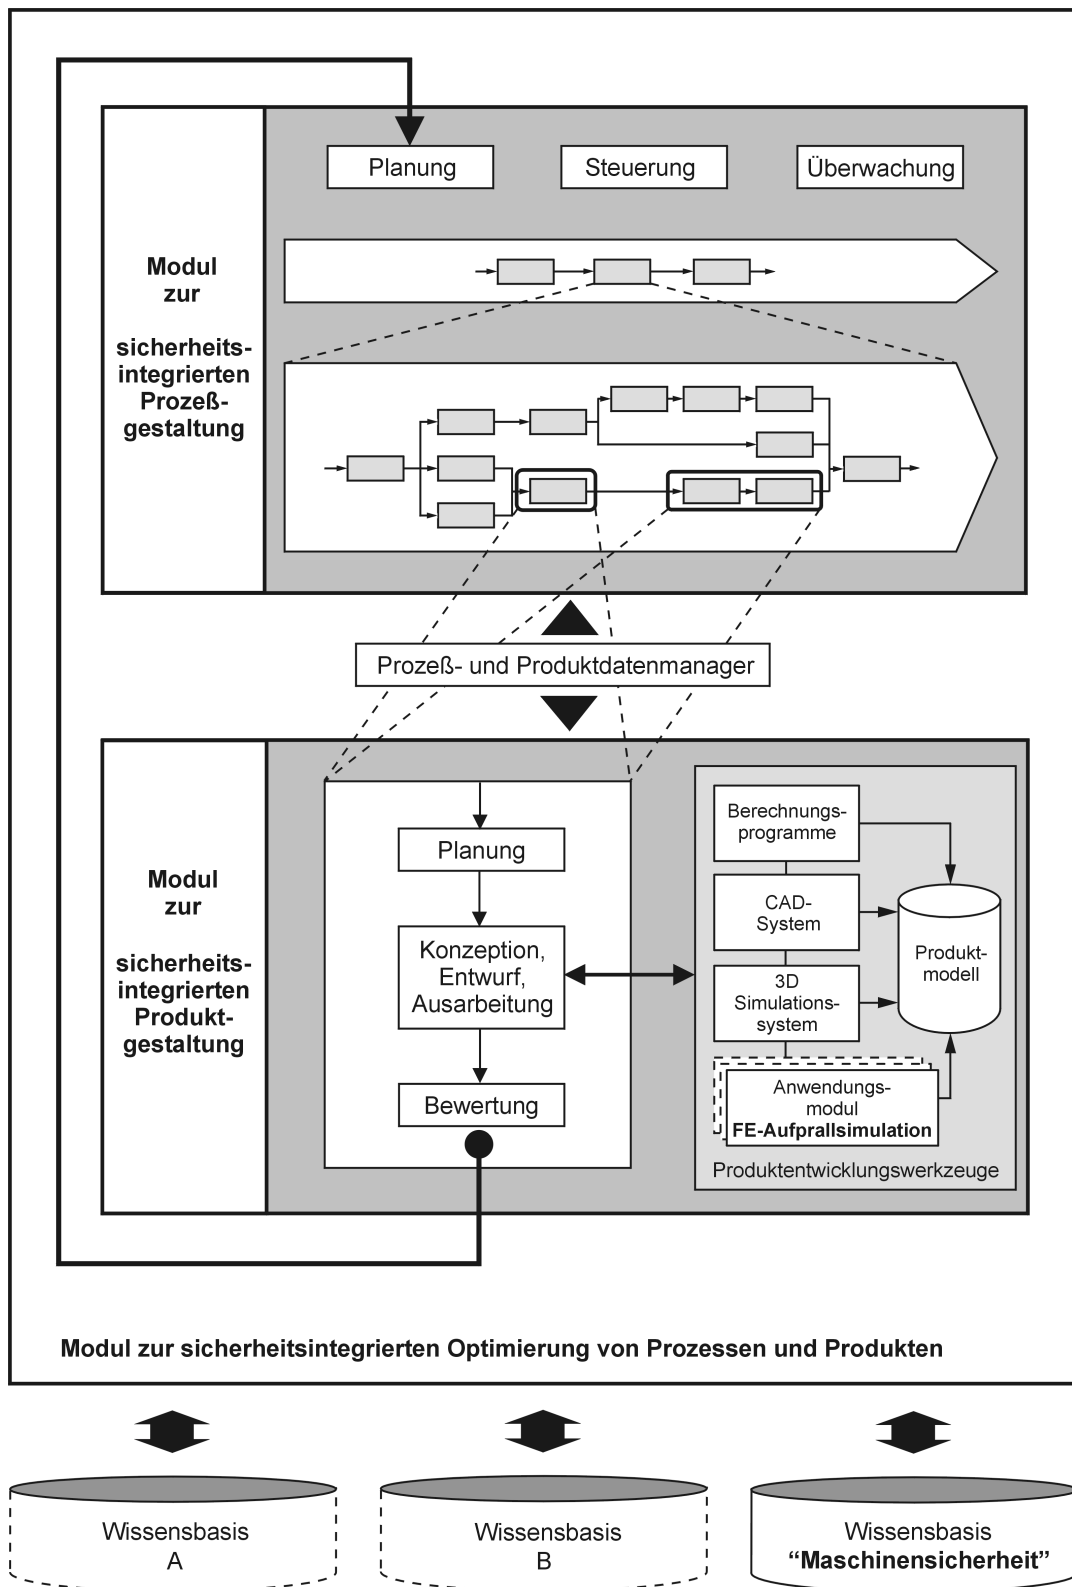 Planung
Steuerung
Überwachung
Modul
zur
sicherheits-
integrierten
Prozeß-
gestaltung
Prozeß- und Produktdatenmanager
Modul
zur
sicherheits-
integrierten
Produkt-
gestaltung
Planung
Konzeption,
Entwurf,
Ausarbeitung
Bewertung
Berechnungs-
programme
CAD-
System
3D
Simulations-
system
Anwendungs-
modul
FE-Aufprallsimulation
Produkt-
modell
Produktentwicklungswerkzeuge
Modul zur sicherheitsintegrierten Optimierung von Prozessen und Produkten
Wissensbasis
A
Wissensbasis
B
Wissensbasis
“Maschinensicherheit”